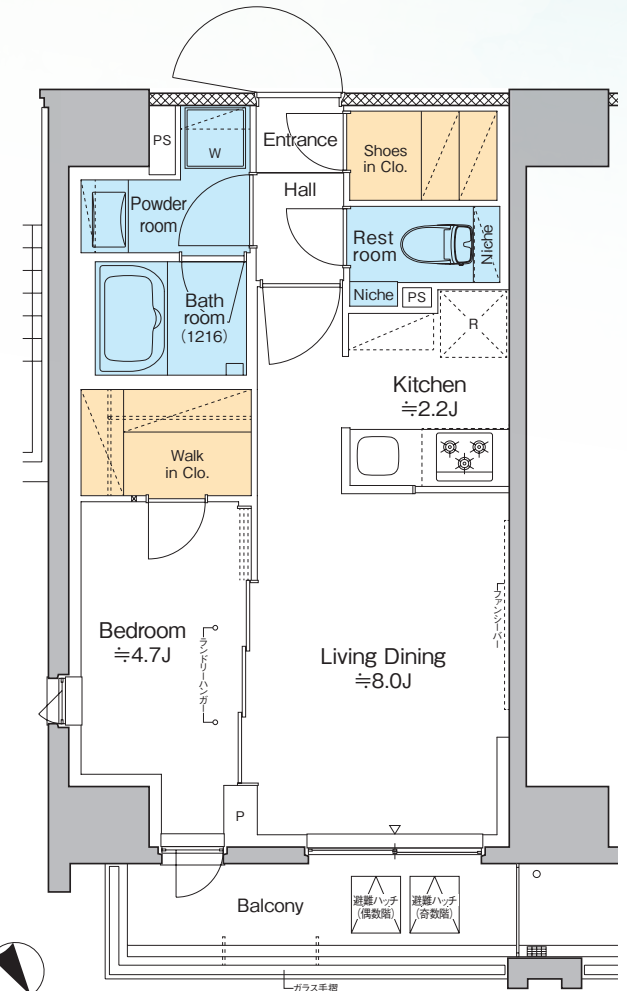 PS
W
Entrance
Shoes
in Clo.
Hall
Powder
room
Rest
room
Niche
Bath
room
(1216)
Niche
PS
R
Kitchen
≒2.2J
Walk
in Clo.
Bedroom
≒4.7J
ランドリーハンガー
ファンシーバー
Living Dining
≒8.0J
P
Balcony
避難ハッチ
(偶数階)
避難ハッチ
(奇数階)
ガラス手摺